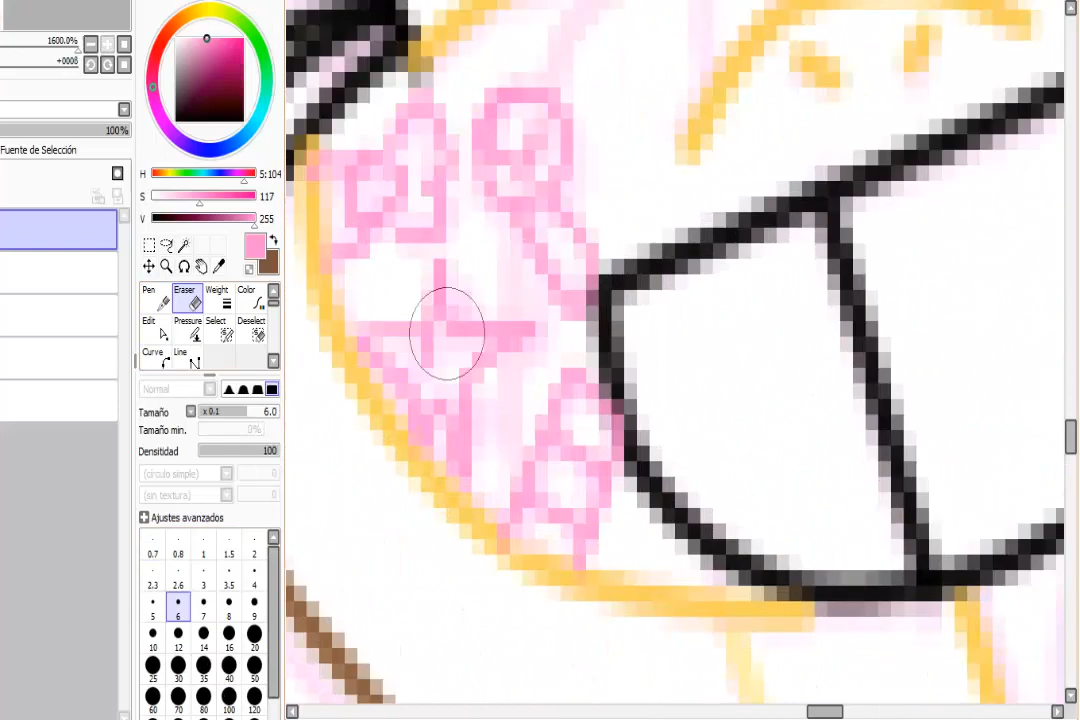 1600.0%
+0008
100%
Fuente de Selección
H 5:104
S 117
V 255
Pen Eraser Weight Color
Edit Pressure Select Deselect
Curve Line
Normal
Tamaño x 0.1 6.0
Tamaño min. 0%
Densitidad 100
(circulo simple) 0
(sin textura) 0
Ajustes avanzados
0.7 0.8 1 1.5 2
2.3 2.6 3 3.5 4
5 6 7 8 9
10 12 14 16 20
25 30 35 40 50
60 70 80 100 120